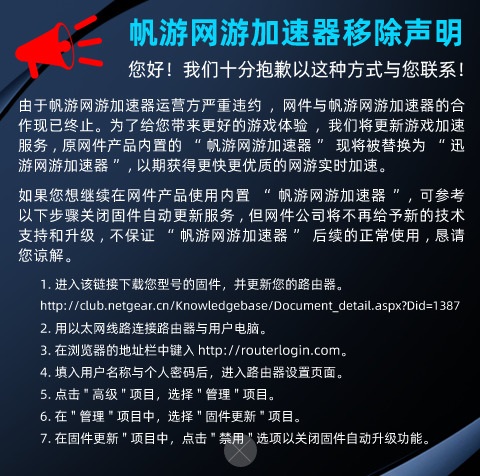 帆游网游加速器移除声明
您好！我们十分抱歉以这种方式与您联系！
由于帆游网游加速器运营方严重违约，网件与帆游网游加速器的合
作现已终止。为了给您带来更好的游戏体验，我们将更新游戏加速
服务，原网件产品内置的 “ 帆游网游加速器 ” 现将被替换为 “ 迅
游网游加速器 ”，以期获得更快更优质的网游实时加速。
如果您想继续在网件产品使用内置 “ 帆游网游加速器 ”，可参考
以下步骤关闭固件自动更新服务，但网件公司将不再给予新的技术
支持和升级，不保证 “ 帆游网游加速器 ” 后续的正常使用，恳请
您谅解。
1. 进入该链接下载您型号的固件，并更新您的路由器。
http://club.netgear.cn/Knowledgebase/Document_detail.aspx?Did=1387
2. 用以太网线路连接路由器与用户电脑。
3. 在浏览器的地址栏中键入 http://routerlogin.com。
4. 填入用户名称与个人密码后，进入路由器设置页面。
5. 点击 " 高级 " 项目，选择 " 管理 " 项目。
6. 在 " 管理 " 项目中，选择 " 固件更新 " 项目。
7. 在固件更新 " 项目中，点击 " 禁用 " 选项以关闭固件自动升级功能。